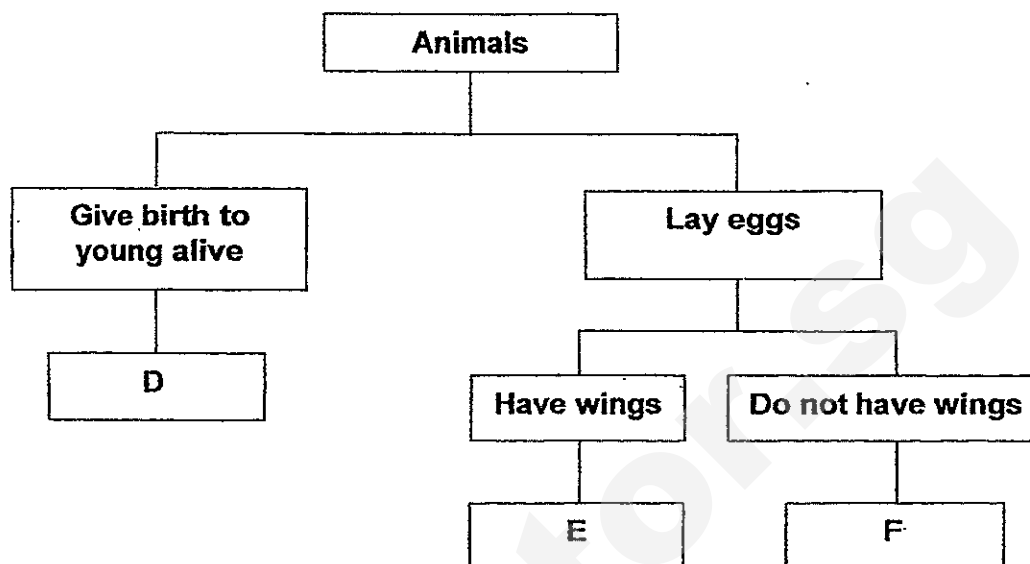 Animals
Give birth to
young alive
Lay eggs
D
Have wings
Do not have wings
E
F